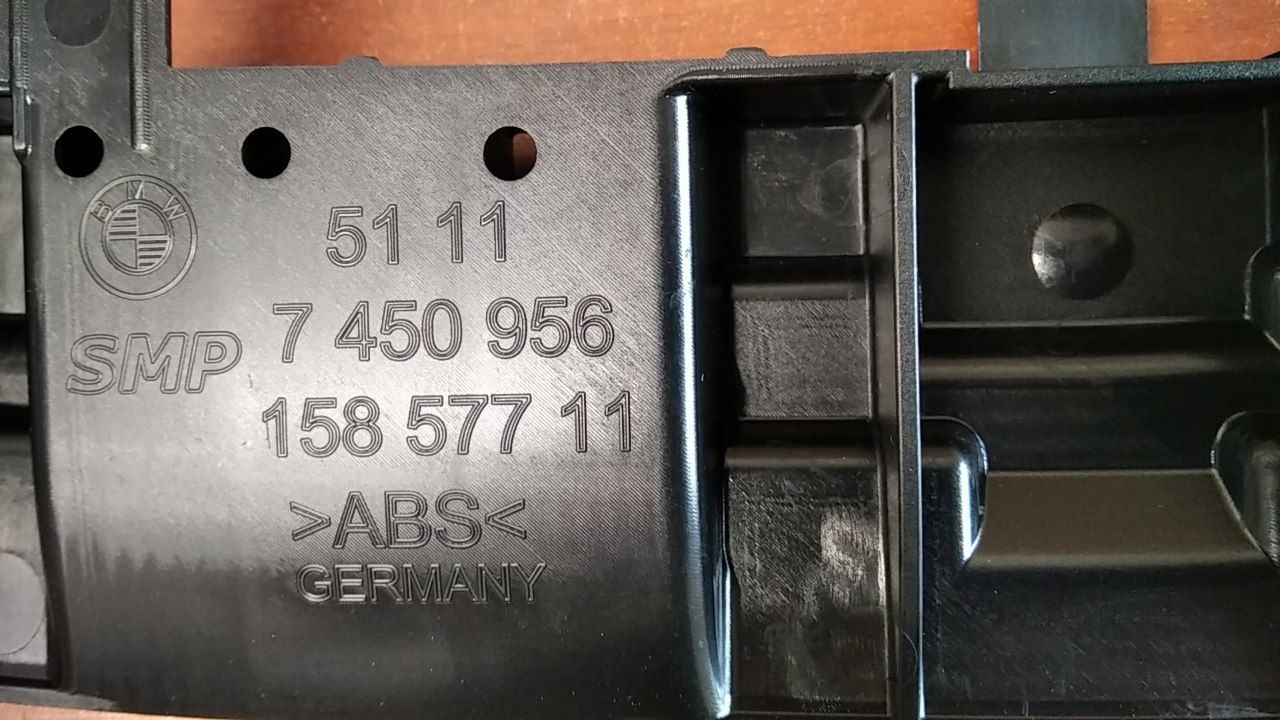 BMW
51 11
SMP
7 450 956
158 577 11
>ABS<
GERMANY